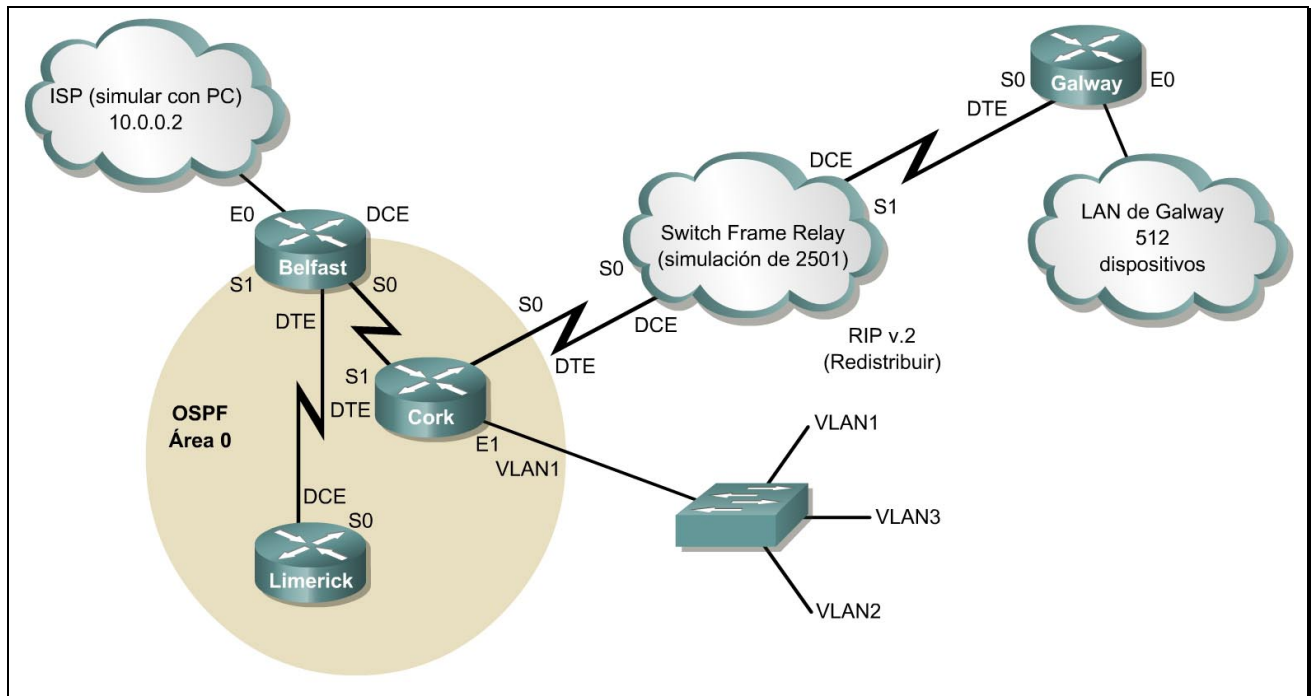 ISP (simular con PC)
10.0.0.2
E0
DCE
Belfast
S1
S0
DTE
OSPF
Área 0
DCE
S0
Limerick
S1
DTE
Cork
E1
VLAN1
S0
DTE
S0
DCE
Switch Frame Relay
(simulación de 2501)
DCE
S1
RIP v.2
(Redistribuir)
S0
DTE
Galway
E0
LAN de Galway
512
dispositivos
VLAN1
VLAN3
VLAN2